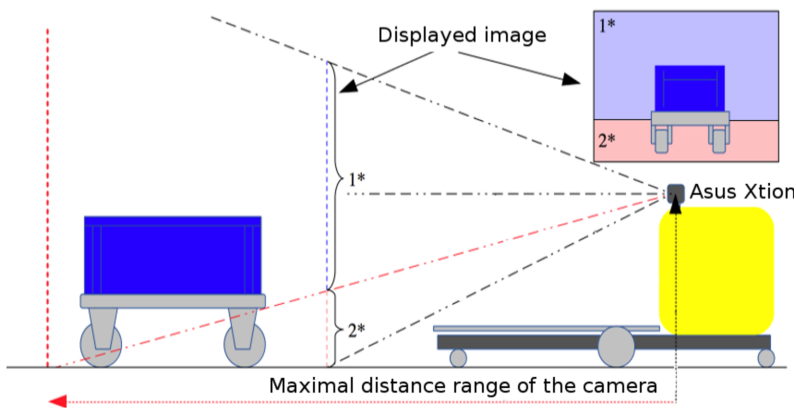 Displayed image
1*
2*
1*
Asus Xtion
2*
Maximal distance range of the camera